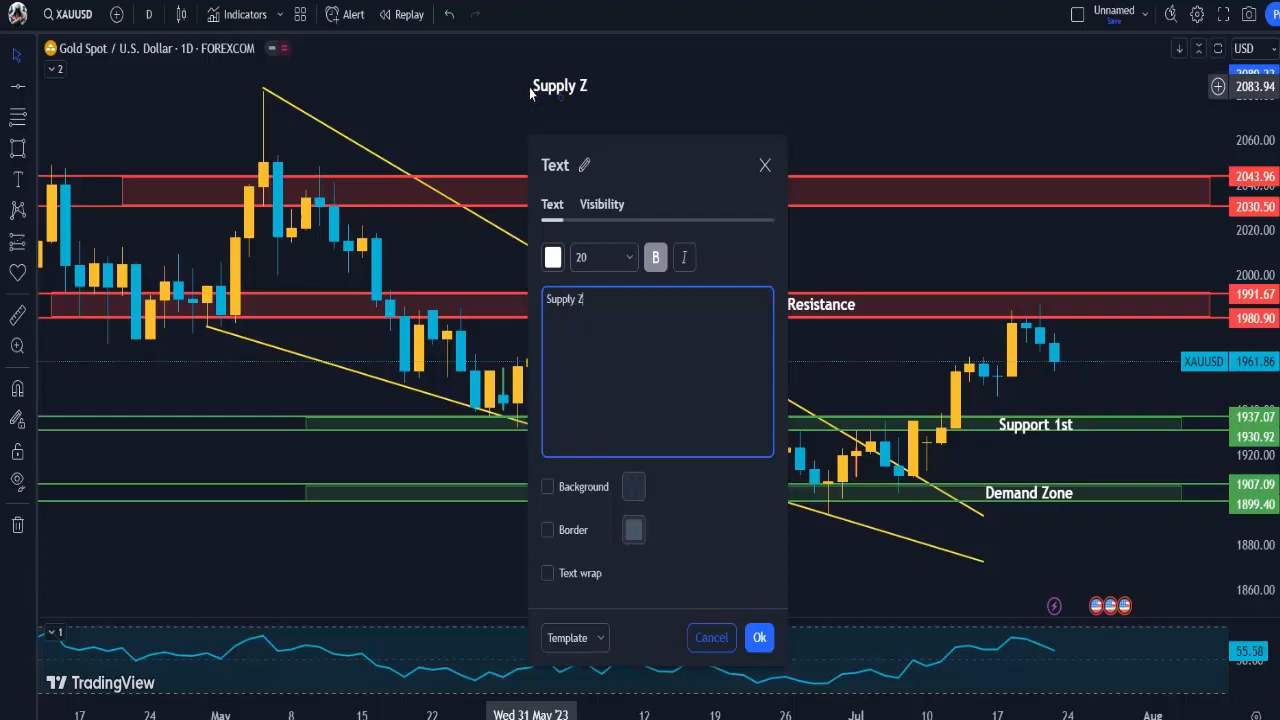 XAUUSD D Indicators Alert Replay Unnamed
Save
Gold Spot / U.S. Dollar · 1D · FOREXCOM USD
2
Supply Z 2083.94
2060.00
Text
2043.96
Text Visibility 2030.50
2020.00
20 B I
2000.00
Supply Z 1991.67
Resistance
1980.90
XAUUSD 1961.86
1937.07
Support 1st
1930.92
1920.00
Background 1907.09
Demand Zone
1899.40
Border
1880.00
Text wrap
1860.00
1
Template Cancel Ok
55.58
TradingView
17 24 May 8 15 22 Wed 31 May '23 12 19 26 Jul 10 17 24 Aug